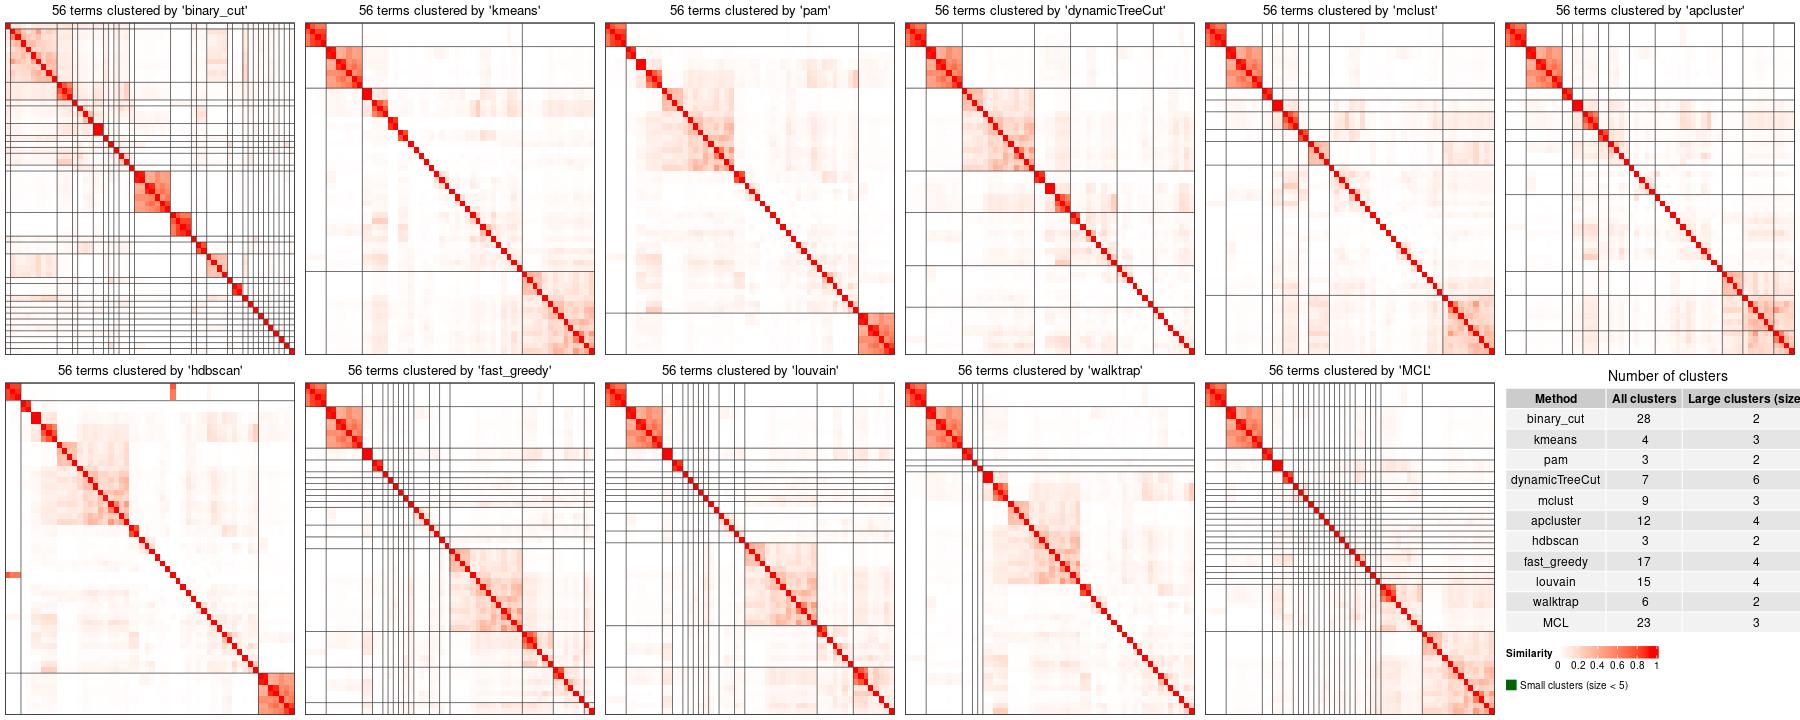 56 terms clustered by 'binary_cut'
56 terms clustered by 'kmeans'
56 terms clustered by 'pam'
56 terms clustered by 'dynamicTreeCut'
56 terms clustered by 'mclust'
56 terms clustered by 'apcluster'
56 terms clustered by 'hdbscan'
56 terms clustered by 'fast_greedy'
56 terms clustered by 'louvain'
56 terms clustered by 'walktrap'
56 terms clustered by 'MCL'
Number of clusters
Method All clusters Large clusters (size
binary_cut 28 2
kmeans 4 3
pam 3 2
dynamicTreeCut 7 6
mclust 9 3
apcluster 12 4
hdbscan 3 2
fast_greedy 17 4
louvain 15 4
walktrap 6 2
MCL 23 3
Similarity
0 0.2 0.4 0.6 0.8 1
Small clusters (size < 5)